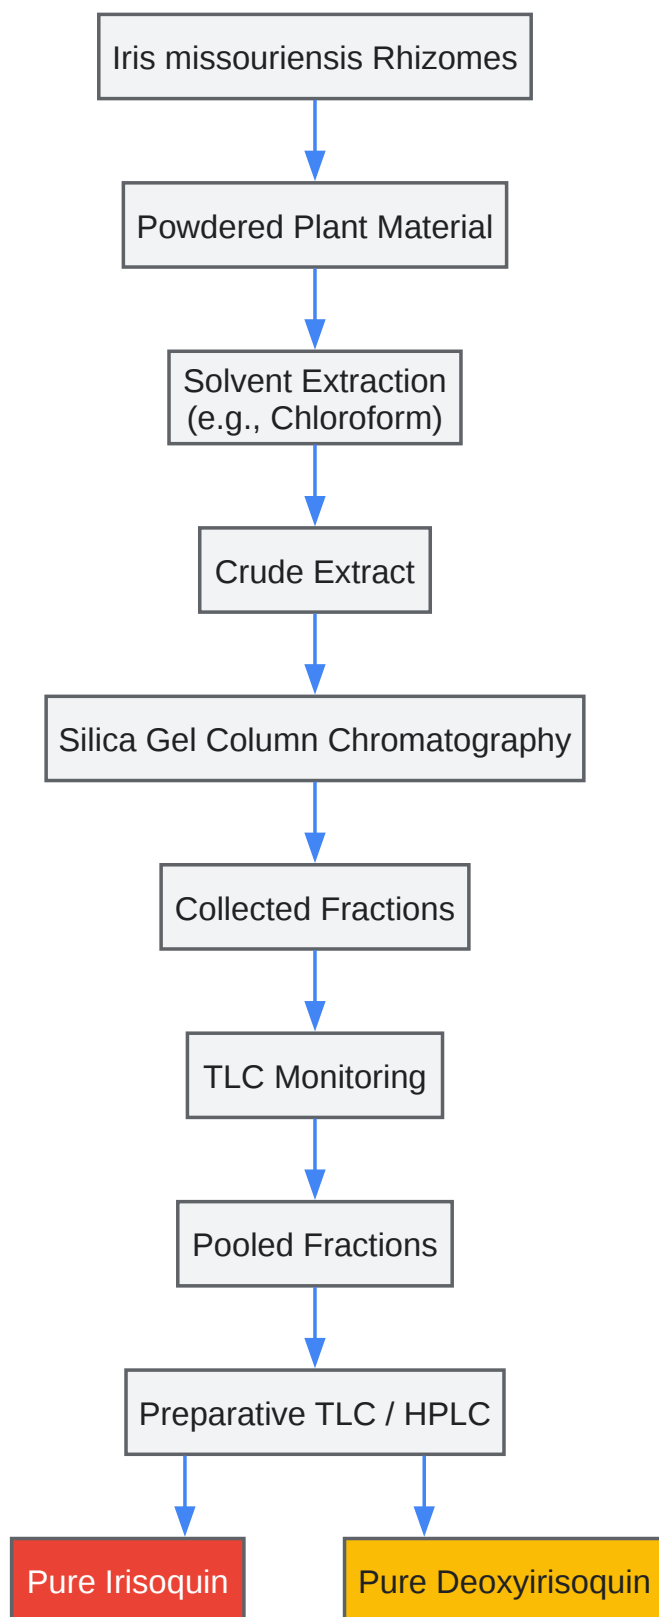 Iris missouriensis Rhizomes
Powdered Plant Material
Solvent Extraction
(e.g., Chloroform)
Crude Extract
Silica Gel Column Chromatography
Collected Fractions
TLC Monitoring
Pooled Fractions
Preparative TLC / HPLC
Pure Irisoquin
Pure Deoxyirisoquin